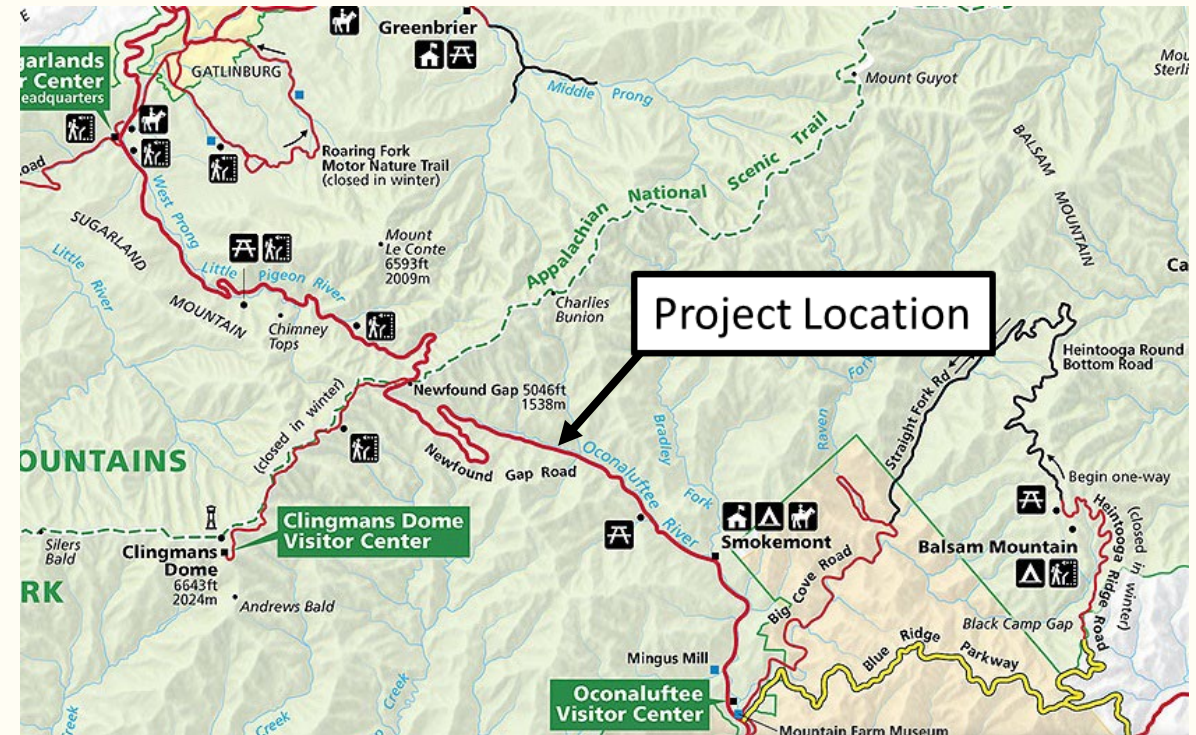 Greenbrier
garlands
r Center
eadquarters
GATLINBURG
Middle Prong
Mount Guyot
Mou
Sterli
Roaring Fork
Motor Nature Trail
(closed in winter)
oad
West Prong
Little Pigeon River
SUGARLAND
MOUNTAIN
Little
River
Mount
Le Conte
6593ft
2009m
Chimney
Tops
Appalachian National Scenic Trail
Charlies
Bunion
BALSAM
MOUNTAIN
Ca
Project Location
Newfound Gap 5046ft
1538m
(closed in winter)
Newfound Gap Road
Oconaluftee
River
Bradley
Fork
Raven
Fork
Straight Fork Rd
Heintooga Round
Bottom Road
Begin one-way
OUNTAINS
Clingmans Dome
Visitor Center
Silers
Bald
Clingmans
Dome
6643ft
2024m
Andrews Bald
RK
Smokemont
Big Cove Road
Balsam Mountain
Heintooga Ridge Road
(closed in winter)
Black Camp Gap
Blue Ridge Parkway
Mingus Mill
Oconaluftee
Visitor Center
Mountain Farm Museum
Creek
Creek
reek